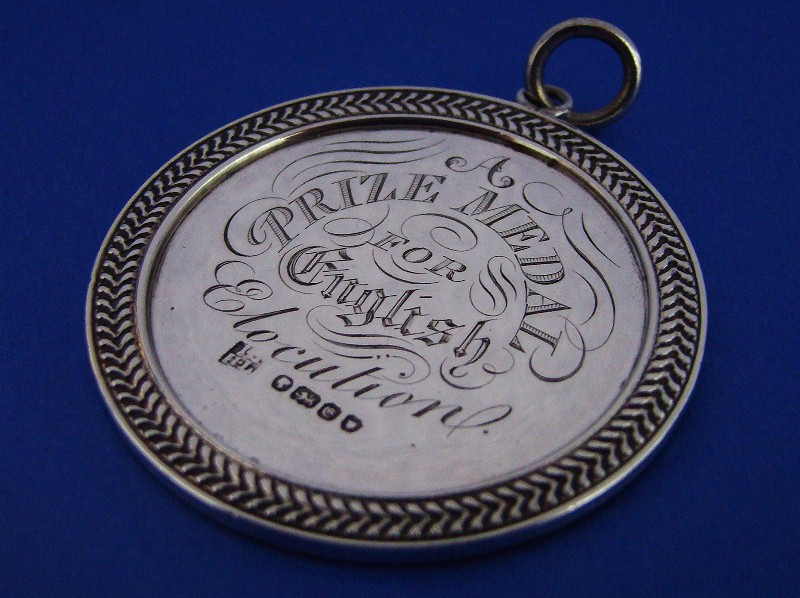 A
PRIZE MEDAL
FOR
English
Elocution.